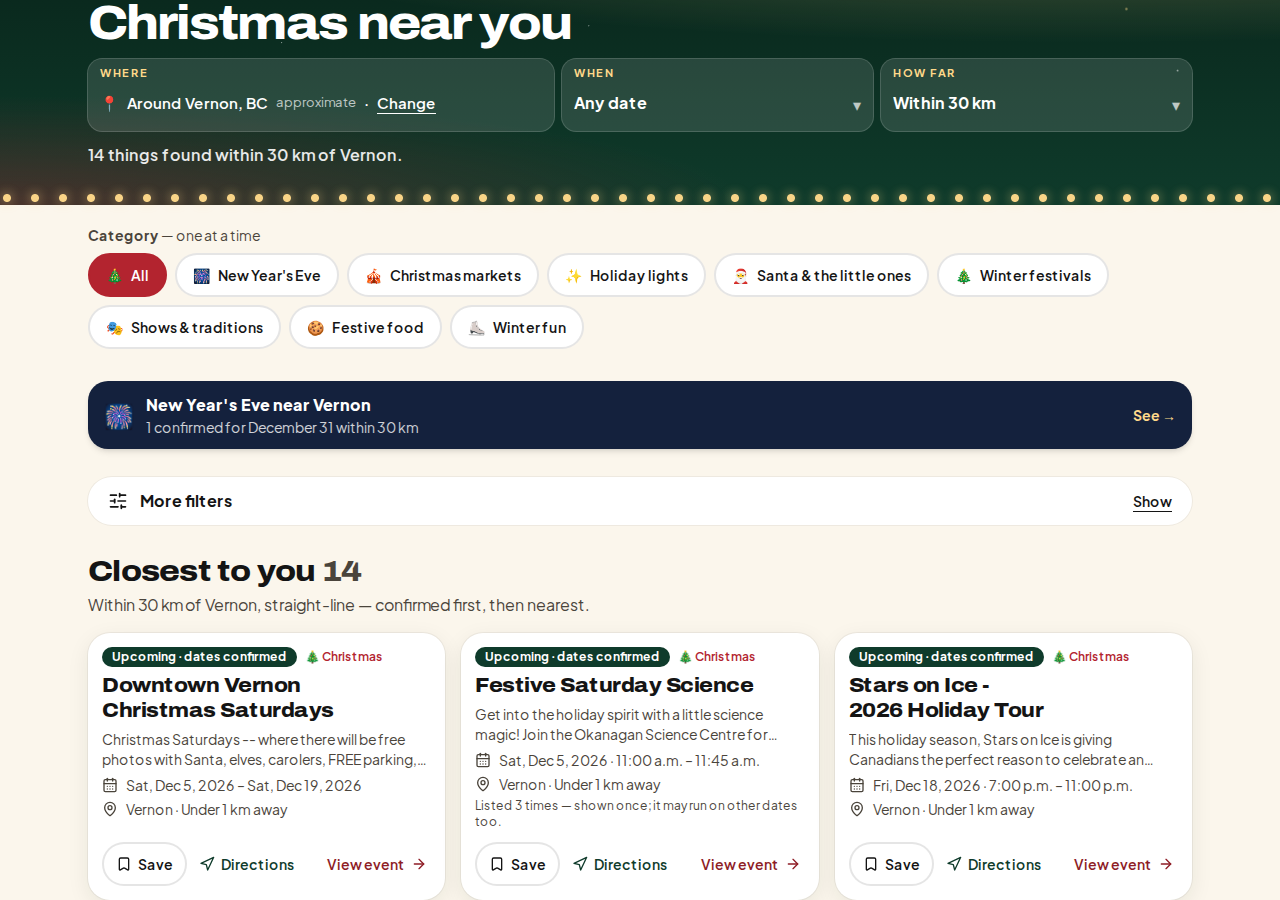 Christmas near you
WHERE
WHEN
HOW FAR
Around Vernon, BC approximate · Change
Any date
Within 30 km
14 things found within 30 km of Vernon.
Category — one at a time
All
New Year's Eve
Christmas markets
Holiday lights
Santa & the little ones
Winter festivals
Shows & traditions
Festive food
Winter fun
New Year's Eve near Vernon
1 confirmed for December 31 within 30 km
See →
More filters
Show
Closest to you 14
Within 30 km of Vernon, straight-line — confirmed first, then nearest.
Upcoming · dates confirmed
Christmas
Downtown Vernon
Christmas Saturdays
Christmas Saturdays -- where there will be free
photos with Santa, elves, carolers, FREE parking,…
Sat, Dec 5, 2026 – Sat, Dec 19, 2026
Vernon · Under 1 km away
Save
Directions
View event →
Upcoming · dates confirmed
Christmas
Festive Saturday Science
Get into the holiday spirit with a little science
magic! Join the Okanagan Science Centre for…
Sat, Dec 5, 2026 · 11:00 a.m. – 11:45 a.m.
Vernon · Under 1 km away
Listed 3 times — shown once; it may run on other dates
too.
Save
Directions
View event →
Upcoming · dates confirmed
Christmas
Stars on Ice -
2026 Holiday Tour
This holiday season, Stars on Ice is giving
Canadians the perfect reason to celebrate an…
Fri, Dec 18, 2026 · 7:00 p.m. – 11:00 p.m.
Vernon · Under 1 km away
Save
Directions
View event →